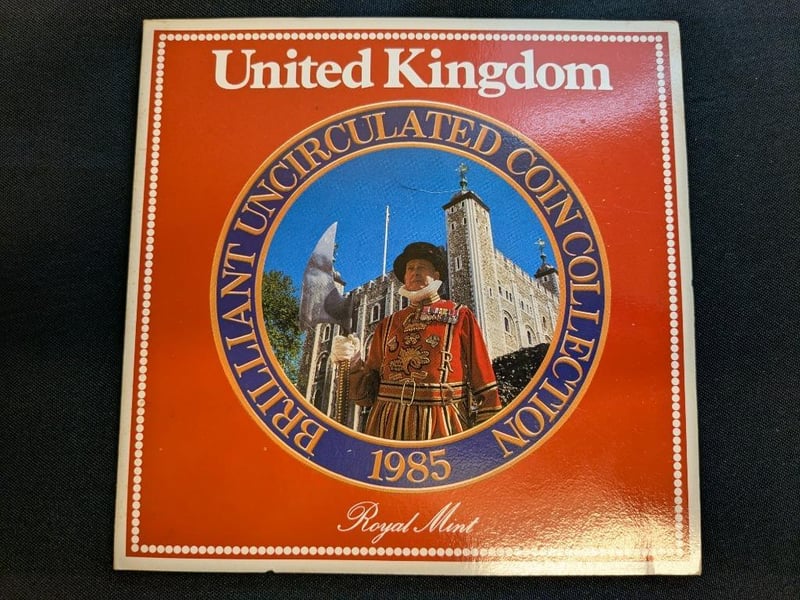 United Kingdom
BRILLIANT UNCIRCULATED COIN COLLECTION
1985
Royal Mint